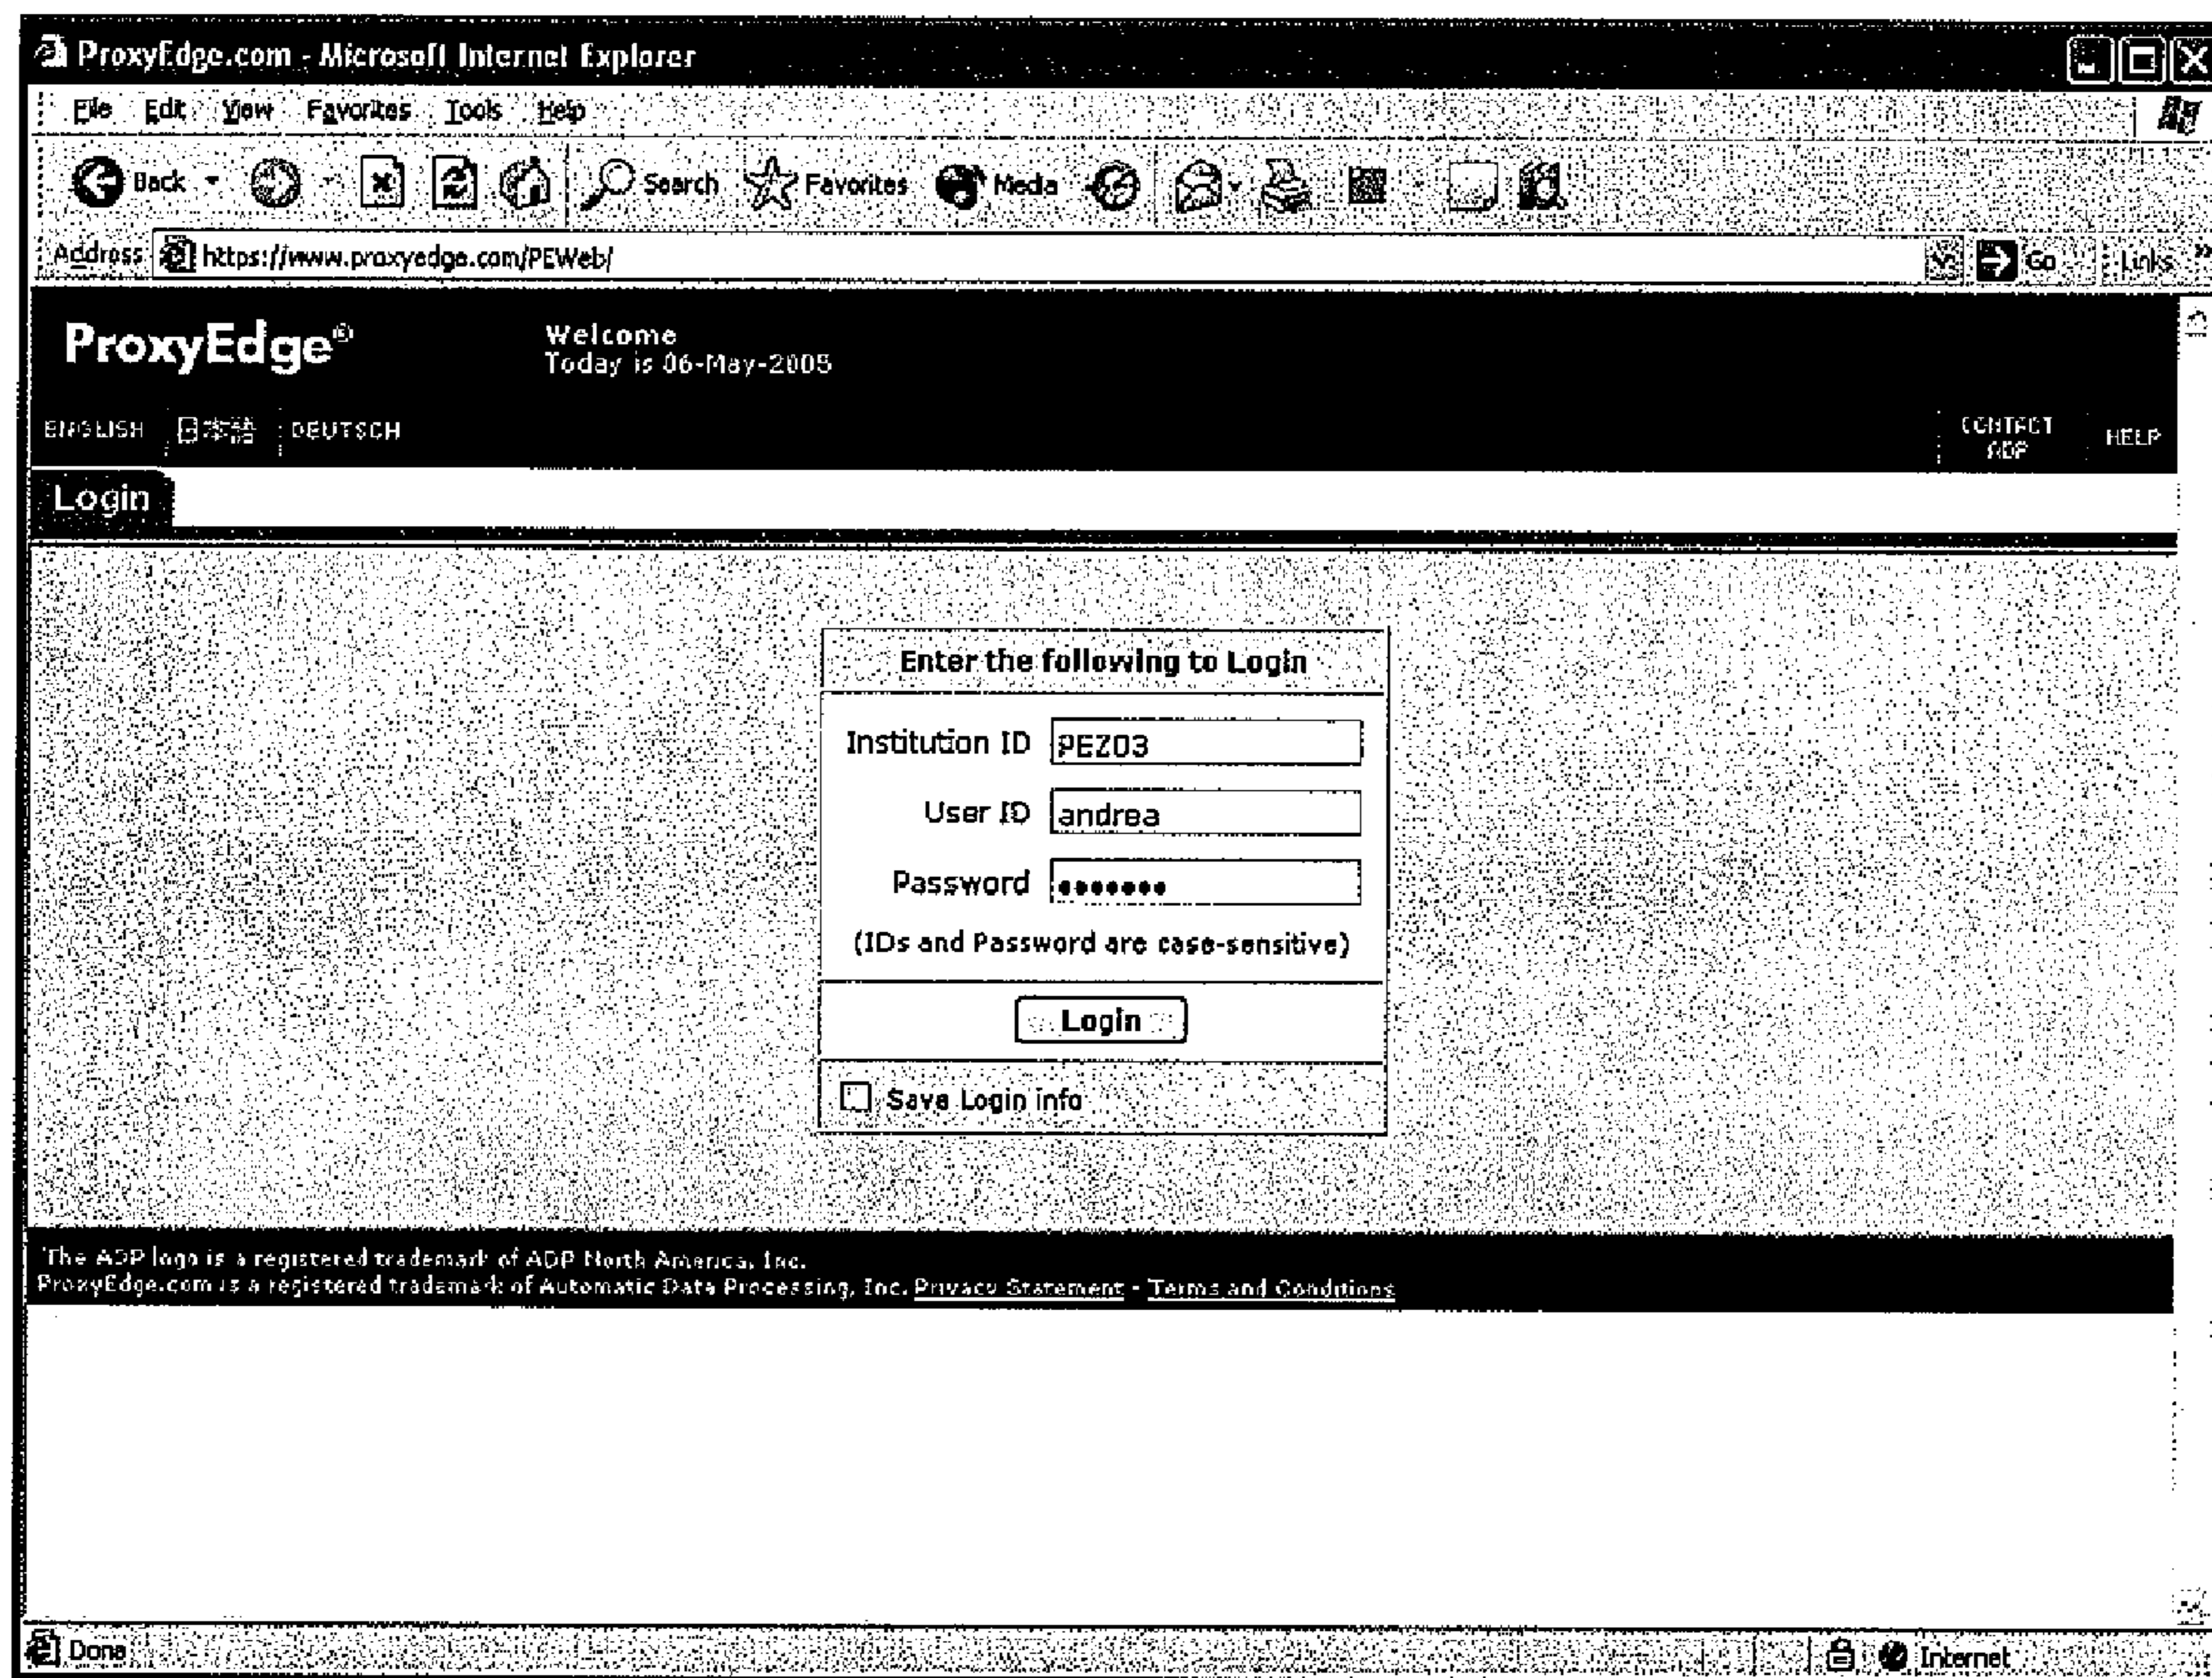 ProxyEdge.com - Microsoft Internet Explorer
File Edit View Favorites Tools Help
Back Search Favorites Media
Address https://www.proxyedge.com/PEWeb/ Go Links »
ProxyEdge®
Welcome
Today is 06-May-2005
ENGLISH 日本語 DEUTSCH
CONTACT ADP HELP
Login
Enter the following to Login
Institution ID PEZ03
User ID andrea
Password •••••••
(IDs and Password are case-sensitive)
Login
Save Login info
The ADP logo is a registered trademark of ADP North America, Inc.
ProxyEdge.com is a registered trademark of Automatic Data Processing, Inc. Privacy Statement - Terms and Conditions
Done Internet